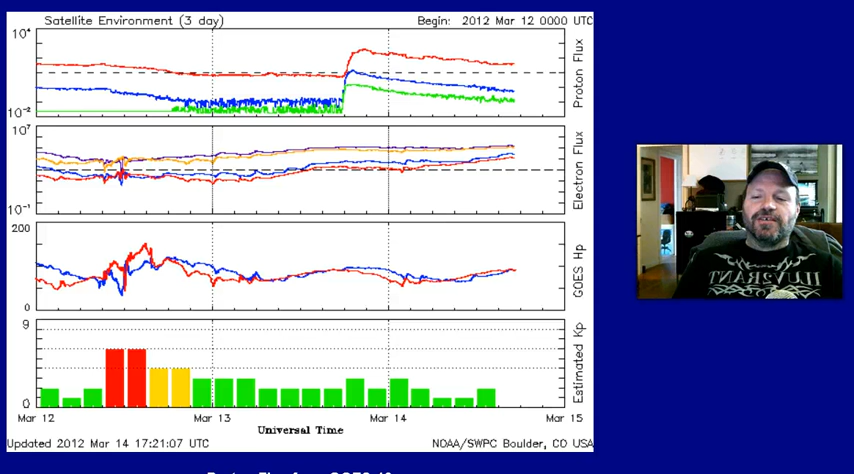 Satellite Environment (3 day)
Begin: 2012 Mar 12 0000 UTC
10⁴
10⁻²
Proton Flux
10⁷
10⁻¹
Electron Flux
200
0
GOES Hp
9
0
Estimated Kp
Mar 12
Mar 13
Mar 14
Mar 15
Universal Time
Updated 2012 Mar 14 17:21:07 UTC
NOAA/SWPC Boulder, CO USA
ILUV2RANT